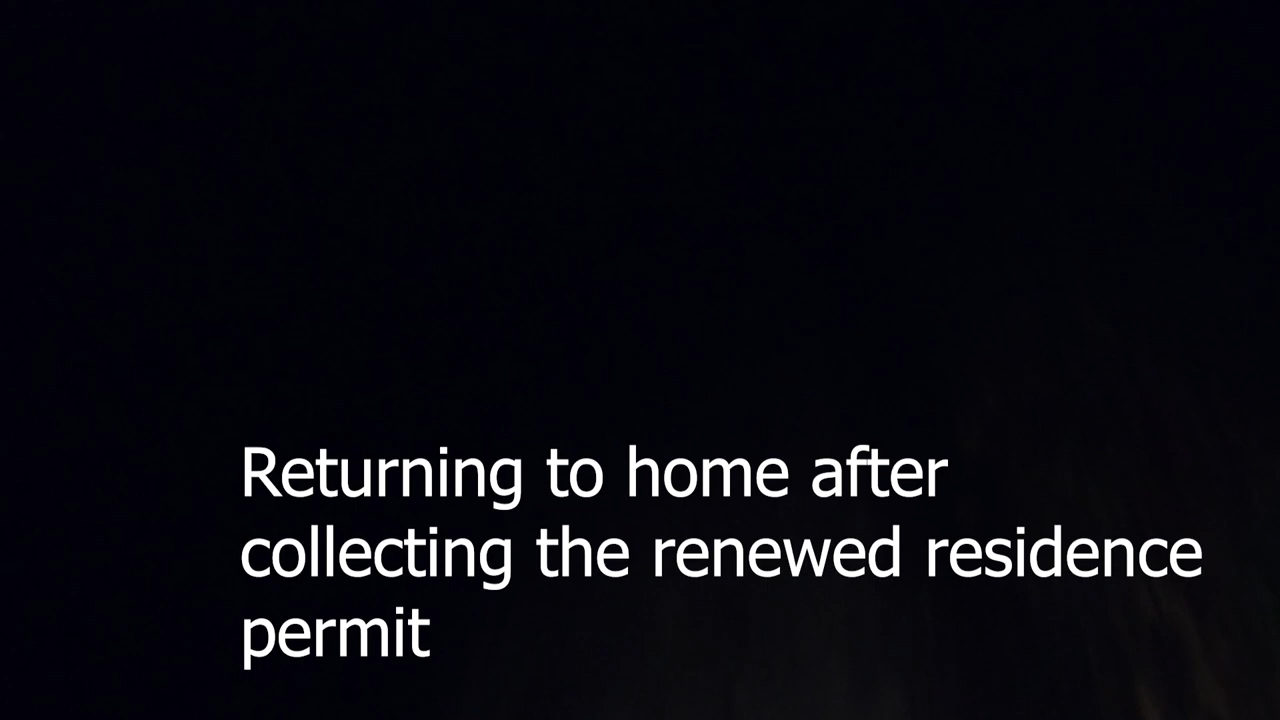 Returning to home after
collecting the renewed residence
permit